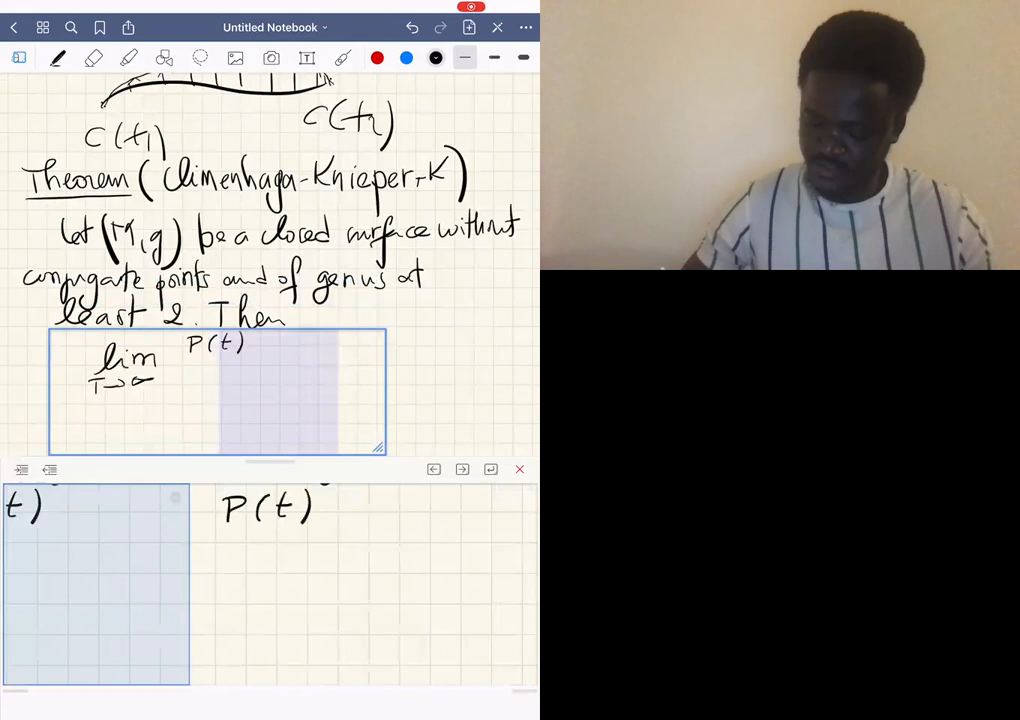 Untitled Notebook
C(t1)
C(t2)
Theorem (Climenhaga-Knieper-K)
Let (M,g) be a closed surface without
conjugate points and of genus at
least 2. Then
P(t)
lim
T→∞
t)
P(t)